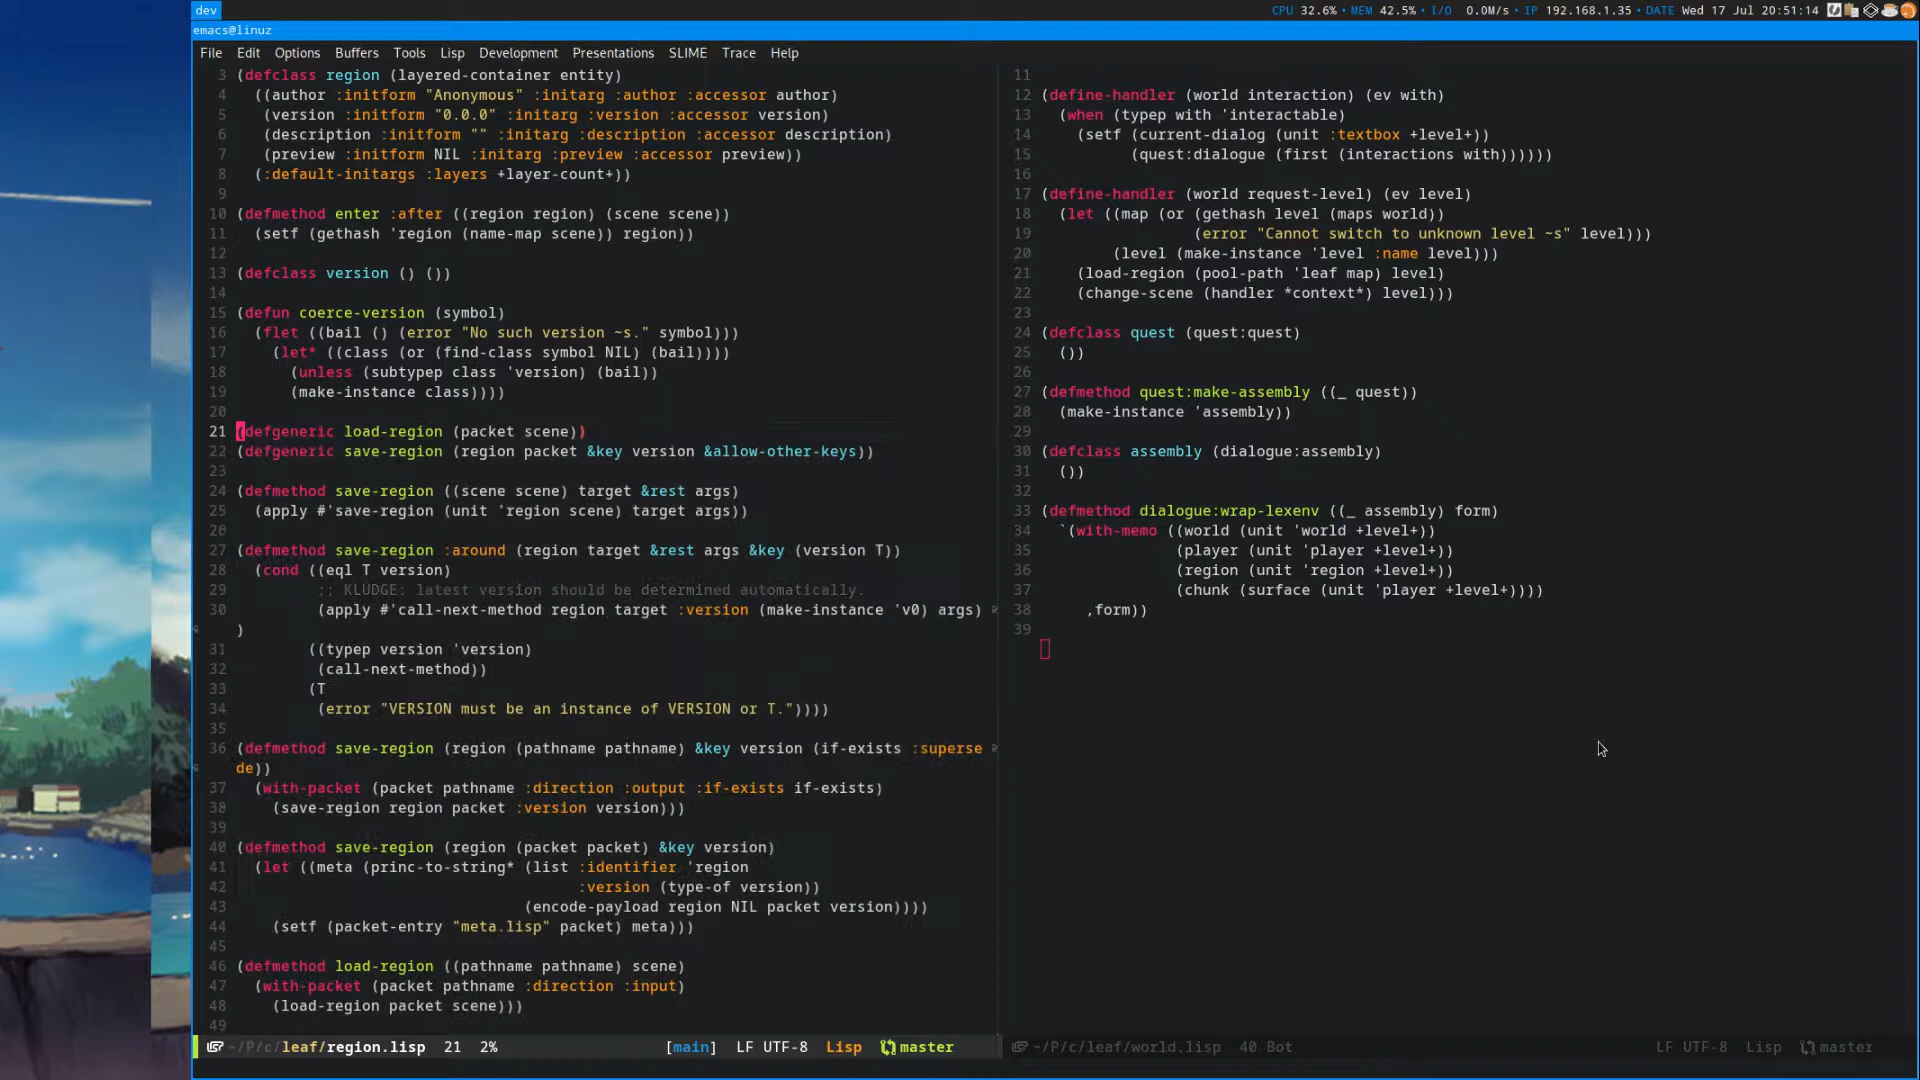 dev
CPU 32.6% • MEM 42.5% • I/O 0.0M/s • IP 192.168.1.35 • DATE Wed 17 Jul 20:51:14
emacs@linuz
File Edit Options Buffers Tools Lisp Development Presentations SLIME Trace Help
3 (defclass region (layered-container entity)
4 ((author :initform "Anonymous" :initarg :author :accessor author)
5 (version :initform "0.0.0" :initarg :version :accessor version)
6 (description :initform "" :initarg :description :accessor description)
7 (preview :initform NIL :initarg :preview :accessor preview))
8 (:default-initargs :layers +layer-count+))
9
10 (defmethod enter :after ((region region) (scene scene))
11 (setf (gethash 'region (name-map scene)) region))
12
13 (defclass version () ())
14
15 (defun coerce-version (symbol)
16 (flet ((bail () (error "No such version ~s." symbol)))
17 (let* ((class (or (find-class symbol NIL) (bail))))
18 (unless (subtypep class 'version) (bail))
19 (make-instance class))))
20
21 (defgeneric load-region (packet scene))
22 (defgeneric save-region (region packet &key version &allow-other-keys))
23
24 (defmethod save-region ((scene scene) target &rest args)
25 (apply #'save-region (unit 'region scene) target args))
20
27 (defmethod save-region :around (region target &rest args &key (version T))
28 (cond ((eql T version)
29 ;; KLUDGE: latest version should be determined automatically.
30 (apply #'call-next-method region target :version (make-instance 'v0) args)
)
31 ((typep version 'version)
32 (call-next-method))
33 (T
34 (error "VERSION must be an instance of VERSION or T."))))
35
36 (defmethod save-region (region (pathname pathname) &key version (if-exists :superse
de))
37 (with-packet (packet pathname :direction :output :if-exists if-exists)
38 (save-region region packet :version version)))
39
40 (defmethod save-region (region (packet packet) &key version)
41 (let ((meta (princ-to-string* (list :identifier 'region
42 :version (type-of version))
43 (encode-payload region NIL packet version))))
44 (setf (packet-entry "meta.lisp" packet) meta)))
45
46 (defmethod load-region ((pathname pathname) scene)
47 (with-packet (packet pathname :direction :input)
48 (load-region packet scene)))
49
~/P/c/leaf/region.lisp 21 2% [main] LF UTF-8 Lisp master
11
12 (define-handler (world interaction) (ev with)
13 (when (typep with 'interactable)
14 (setf (current-dialog (unit :textbox +level+))
15 (quest:dialogue (first (interactions with))))))
16
17 (define-handler (world request-level) (ev level)
18 (let ((map (or (gethash level (maps world))
19 (error "Cannot switch to unknown level ~s" level)))
20 (level (make-instance 'level :name level)))
21 (load-region (pool-path 'leaf map) level)
22 (change-scene (handler *context*) level)))
23
24 (defclass quest (quest:quest)
25 ())
26
27 (defmethod quest:make-assembly ((_ quest))
28 (make-instance 'assembly))
29
30 (defclass assembly (dialogue:assembly)
31 ())
32
33 (defmethod dialogue:wrap-lexenv ((_ assembly) form)
34 `(with-memo ((world (unit 'world +level+))
35 (player (unit 'player +level+))
36 (region (unit 'region +level+))
37 (chunk (surface (unit 'player +level+))))
38 ,form))
39
~/P/c/leaf/world.lisp 40 Bot LF UTF-8 Lisp master